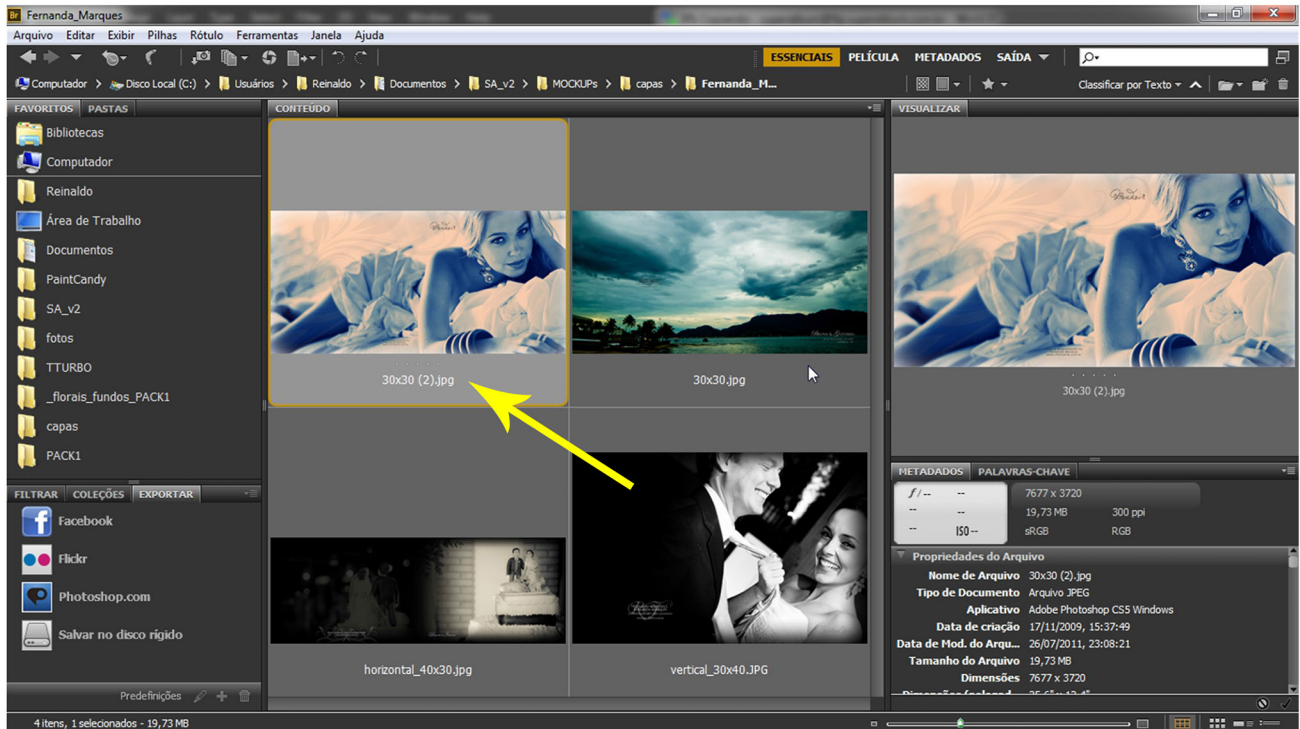 Br Fernanda_Marques
Arquivo Editar Exibir Pilhas Rótulo Ferramentas Janela Ajuda
ESSENCIAIS PELÍCULA METADADOS SAÍDA
Computador > Disco Local (C:) > Usuários > Reinaldo > Documentos > SA_v2 > MOCKUPs > capas > Fernanda_M...
Classificar por Texto
FAVORITOS PASTAS
Bibliotecas
Computador
Reinaldo
Área de Trabalho
Documentos
PaintCandy
SA_v2
fotos
TTURBO
_florais_fundos_PACK1
capas
PACK1
FILTRAR COLEÇÕES EXPORTAR
Facebook
Flickr
Photoshop.com
Salvar no disco rígido
Predefinições
CONTEÚDO
30x30 (2).jpg
30x30.jpg
horizontal_40x30.jpg
vertical_30x40.JPG
VISUALIZAR
30x30 (2).jpg
METADADOS PALAVRAS-CHAVE
f/-- --
-- --
-- ISO--
7677 x 3720
19,73 MB 300 ppi
sRGB RGB
Propriedades do Arquivo
Nome de Arquivo 30x30 (2).jpg
Tipo de Documento Arquivo JPEG
Aplicativo Adobe Photoshop CS5 Windows
Data de criação 17/11/2009, 15:37:49
Data de Mod. do Arqu... 26/07/2011, 23:08:21
Tamanho do Arquivo 19,73 MB
Dimensões 7677 x 3720
4 itens, 1 selecionados - 19,73 MB